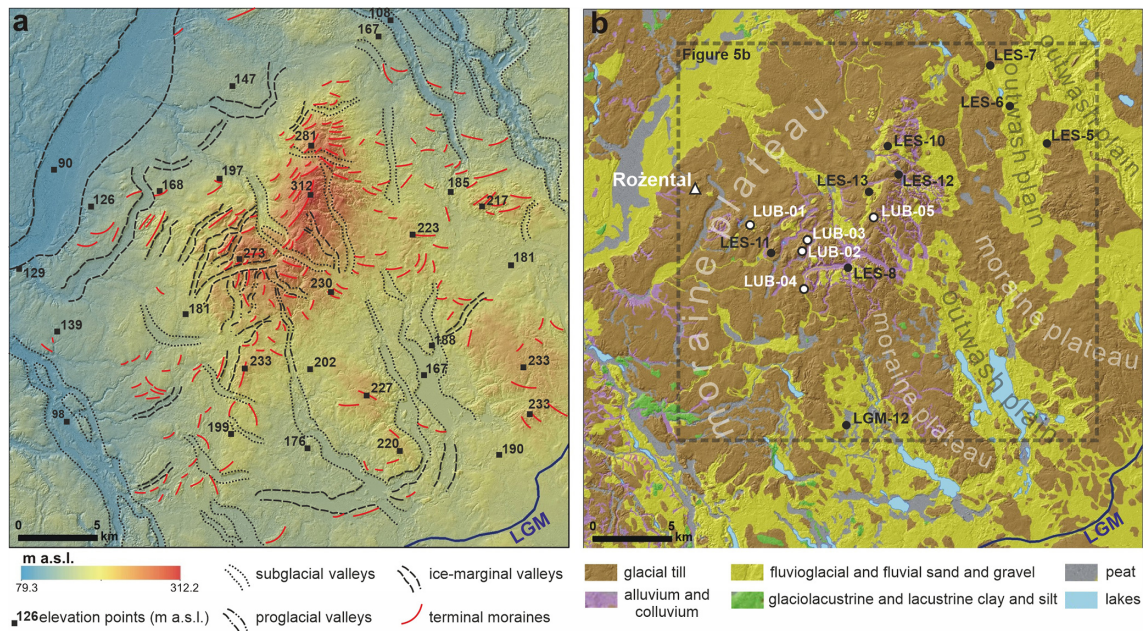 a
108
167
147
281
90
312
197
168
185
126
217
223
273
181
129
230
181
139
188
233
202
167
233
227
233
98
199
220
176
190
0
5
km
LGM
b
Figure 5b
LES-7
outwash plain
outwash plain
LES-6
LES-5
LES-10
moraine plateau
Rożental
LES-13
LES-12
LUB-01
LUB-05
LUB-03
LES-11
LUB-02
LES-8
LUB-04
moraine plateau
outwash plain
moraine plateau
LGM-12
0
5
km
LGM
m a.s.l.
79.3
312.2
subglacial valleys
ice-marginal valleys
126 elevation points (m a.s.l.)
proglacial valleys
terminal moraines
glacial till
fluvioglacial and fluvial sand and gravel
peat
alluvium and
colluvium
glaciolacustrine and lacustrine clay and silt
lakes